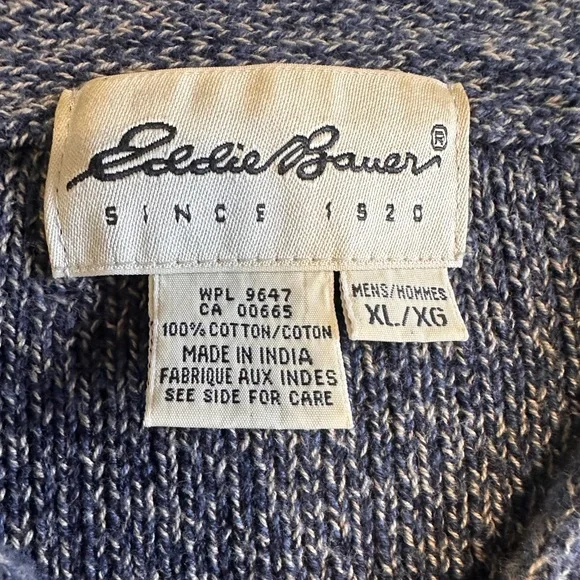 Eddie Bauer ®
SINCE 1920
WPL 9647
CA 00665
100% COTTON/COTON
MADE IN INDIA
FABRIQUE AUX INDES
SEE SIDE FOR CARE
MENS/HOMMES
XL/XG